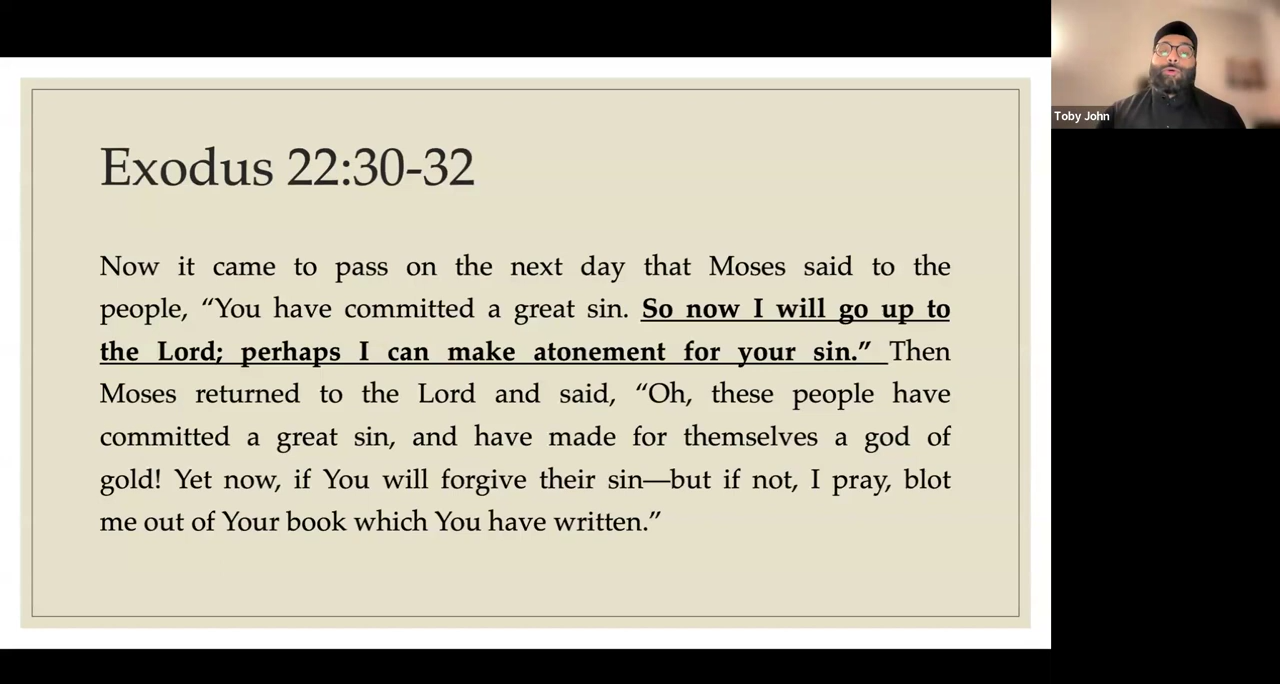 Exodus 22:30-32
Now it came to pass on the next day that Moses said to the
people, “You have committed a great sin. So now I will go up to
the Lord; perhaps I can make atonement for your sin.” Then
Moses returned to the Lord and said, “Oh, these people have
committed a great sin, and have made for themselves a god of
gold! Yet now, if You will forgive their sin—but if not, I pray, blot
me out of Your book which You have written.”
Toby John